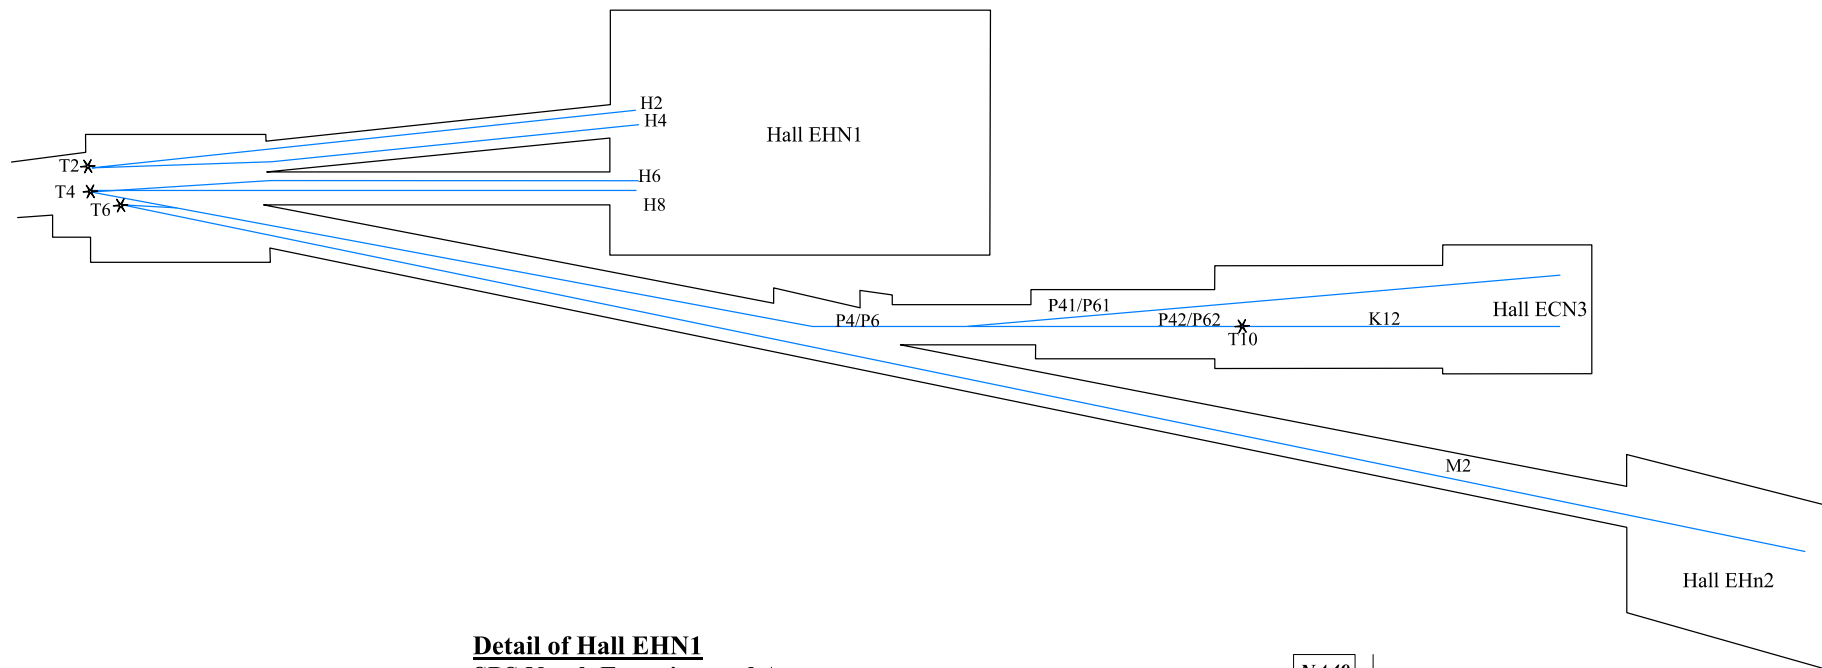 H2
H4
Hall EHN1
T2
T4
H6
T6
H8
P41/P61
P4/P6
P42/P62
K12
Hall ECN3
T10
M2
Hall EHn2
Detail of Hall EHN1